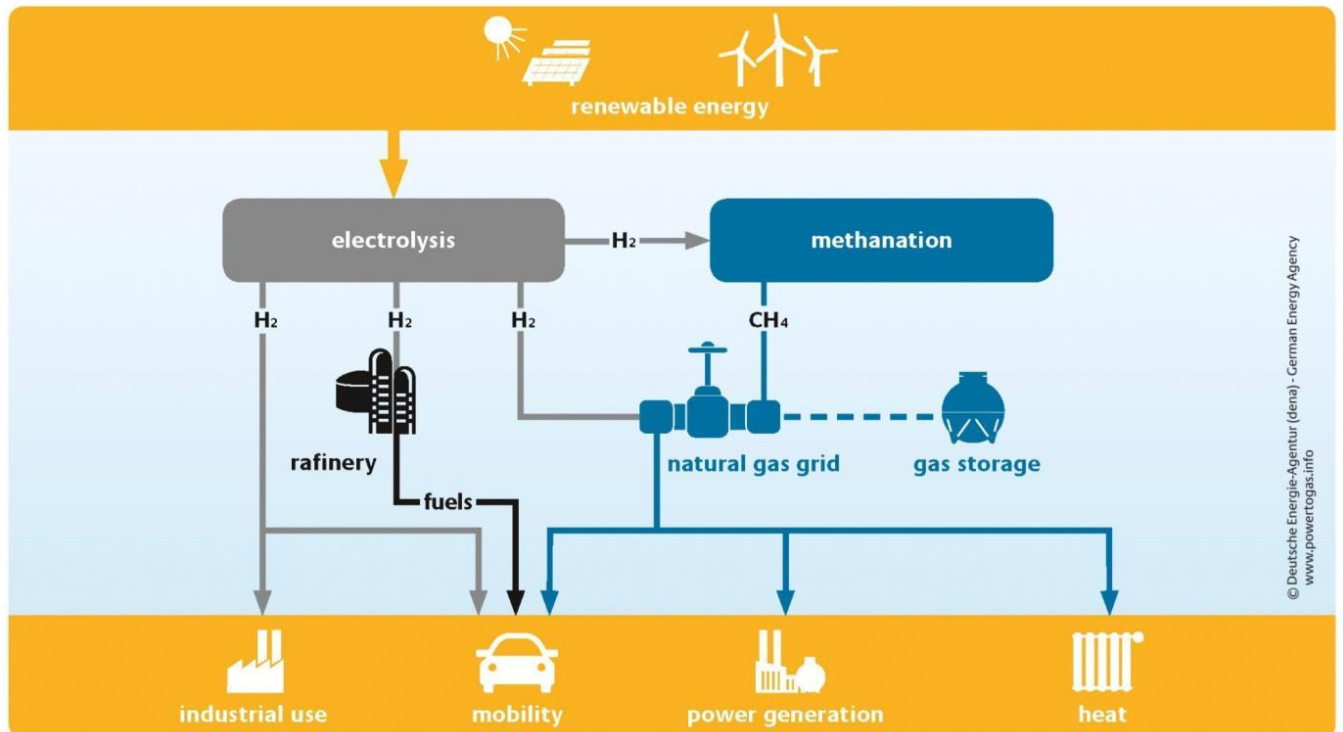 renewable energy
electrolysis
H₂
methanation
H₂
H₂
H₂
CH₄
rafinery
natural gas grid
gas storage
fuels
industrial use
mobility
power generation
heat
© Deutsche Energie-Agentur (dena) - German Energy Agency
www.powertogas.info